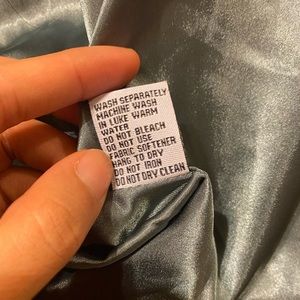 WASH SEPARATELY
MACHINE WASH
IN LUKE WARM
WATER
DO NOT BLEACH
DO NOT USE
FABRIC SOFTENER
HANG TO DRY
DO NOT IRON
DO NOT DRY CLEAN